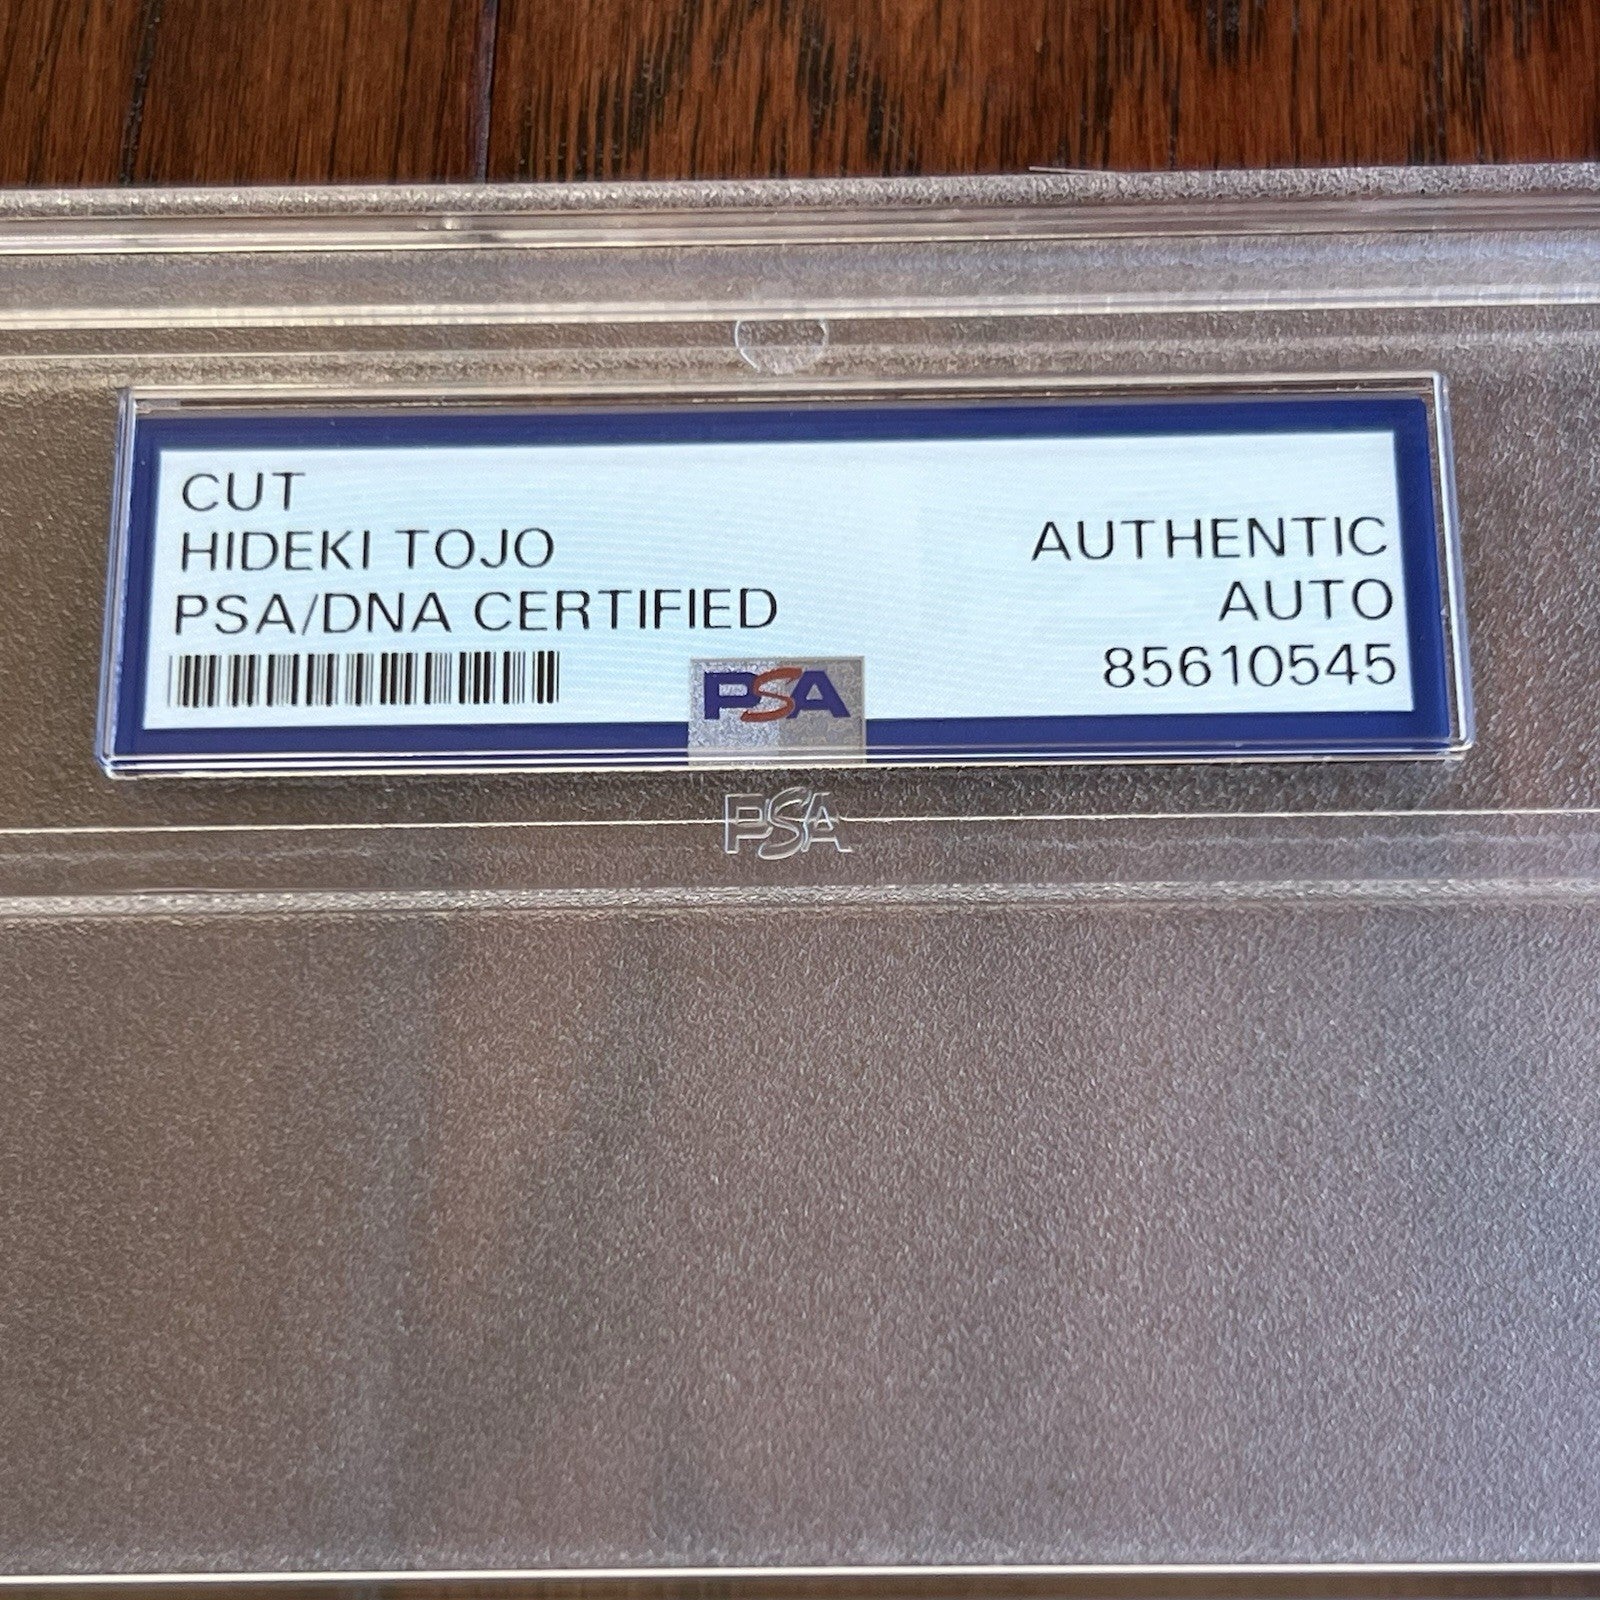 CUT
HIDEKI TOJO
PSA/DNA CERTIFIED
AUTHENTIC
AUTO
85610545
PSA
PSA